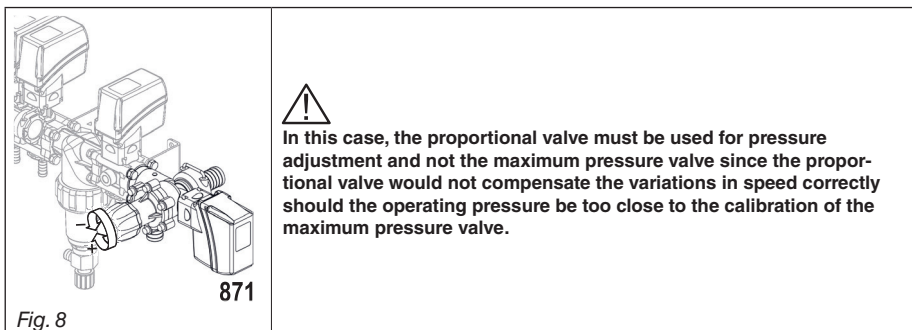 In this case, the proportional valve must be used for pressure
adjustment and not the maximum pressure valve since the propor-
tional valve would not compensate the variations in speed correctly
should the operating pressure be too close to the calibration of the
maximum pressure valve.
-
+
871
Fig. 8